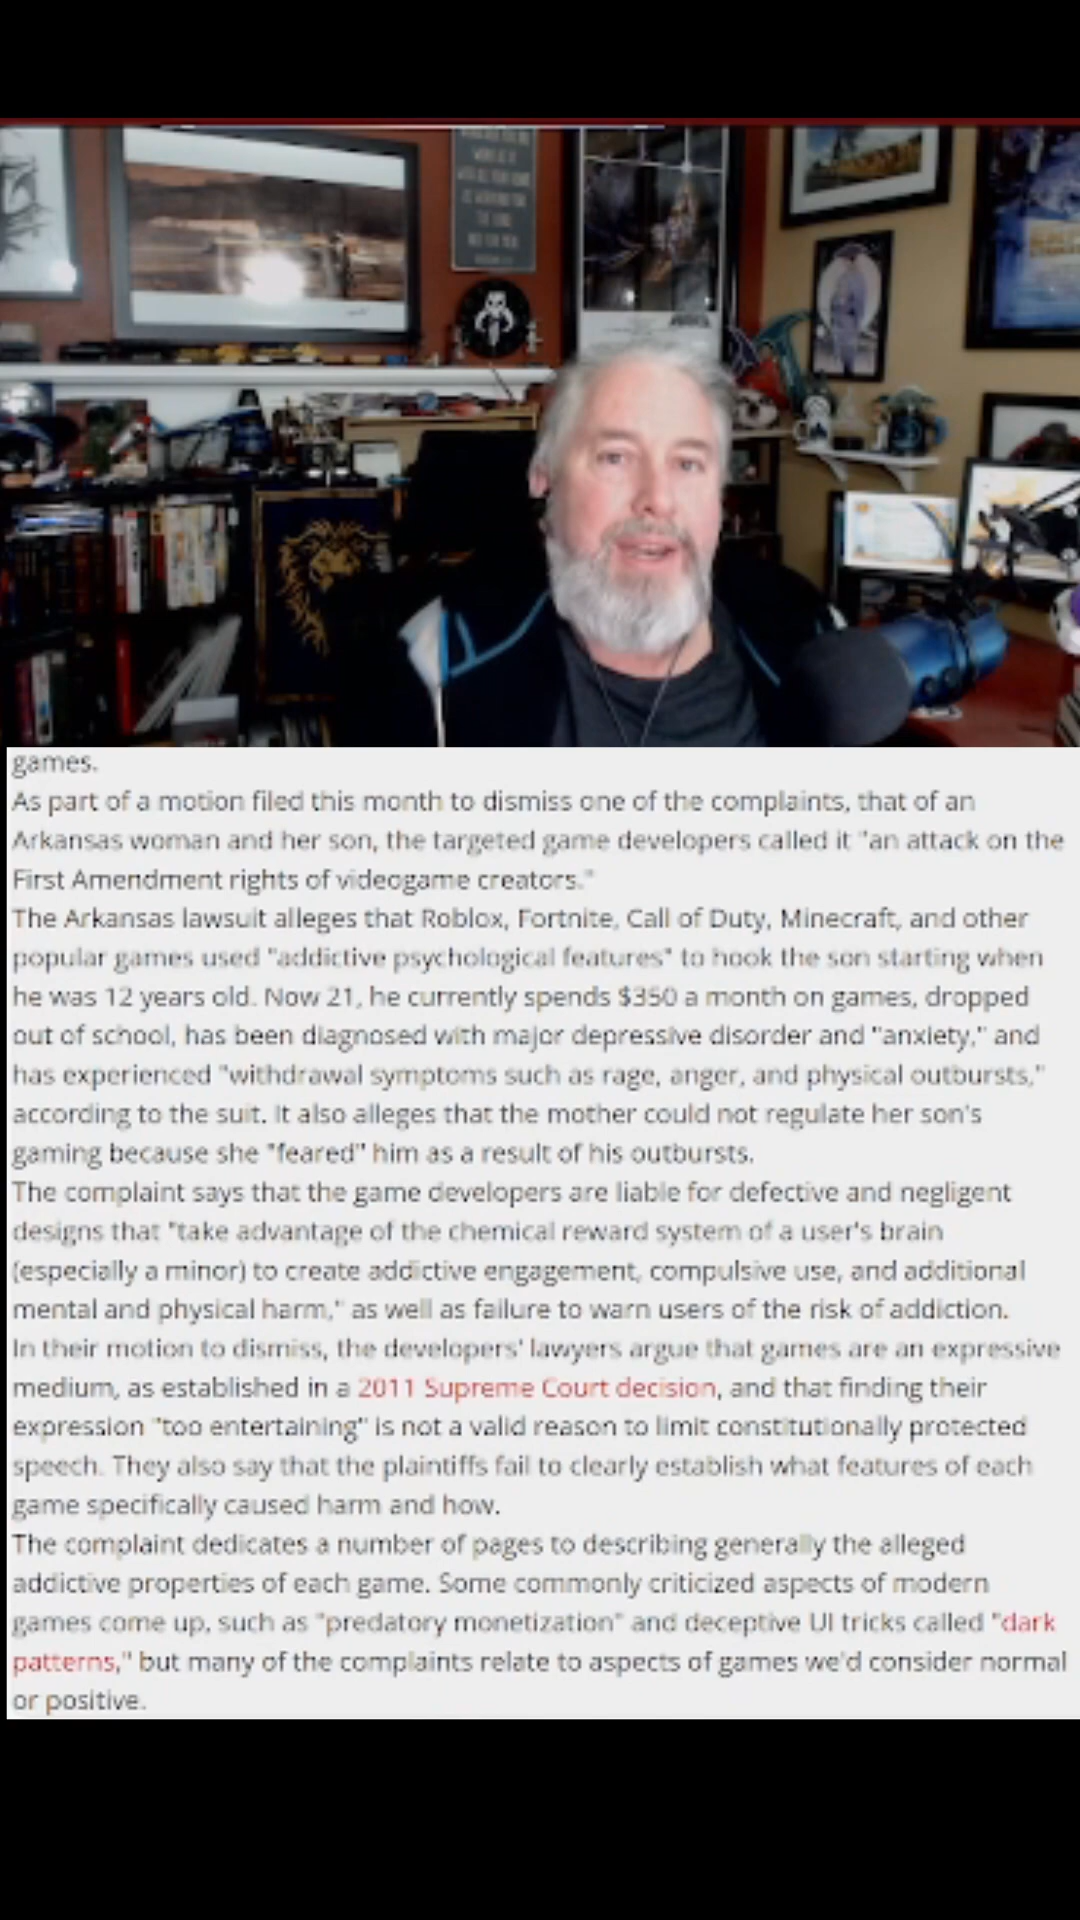 games.
As part of a motion filed this month to dismiss one of the complaints, that of an
Arkansas woman and her son, the targeted game developers called it "an attack on the
First Amendment rights of videogame creators."
The Arkansas lawsuit alleges that Roblox, Fortnite, Call of Duty, Minecraft, and other
popular games used "addictive psychological features" to hook the son starting when
he was 12 years old. Now 21, he currently spends $350 a month on games, dropped
out of school, has been diagnosed with major depressive disorder and "anxiety," and
has experienced "withdrawal symptoms such as rage, anger, and physical outbursts,"
according to the suit. It also alleges that the mother could not regulate her son's
gaming because she "feared" him as a result of his outbursts.
The complaint says that the game developers are liable for defective and negligent
designs that "take advantage of the chemical reward system of a user's brain
(especially a minor) to create addictive engagement, compulsive use, and additional
mental and physical harm," as well as failure to warn users of the risk of addiction.
In their motion to dismiss, the developers' lawyers argue that games are an expressive
medium, as established in a 2011 Supreme Court decision, and that finding their
expression "too entertaining" is not a valid reason to limit constitutionally protected
speech. They also say that the plaintiffs fail to clearly establish what features of each
game specifically caused harm and how.
The complaint dedicates a number of pages to describing generally the alleged
addictive properties of each game. Some commonly criticized aspects of modern
games come up, such as "predatory monetization" and deceptive UI tricks called "dark
patterns," but many of the complaints relate to aspects of games we'd consider normal
or positive.